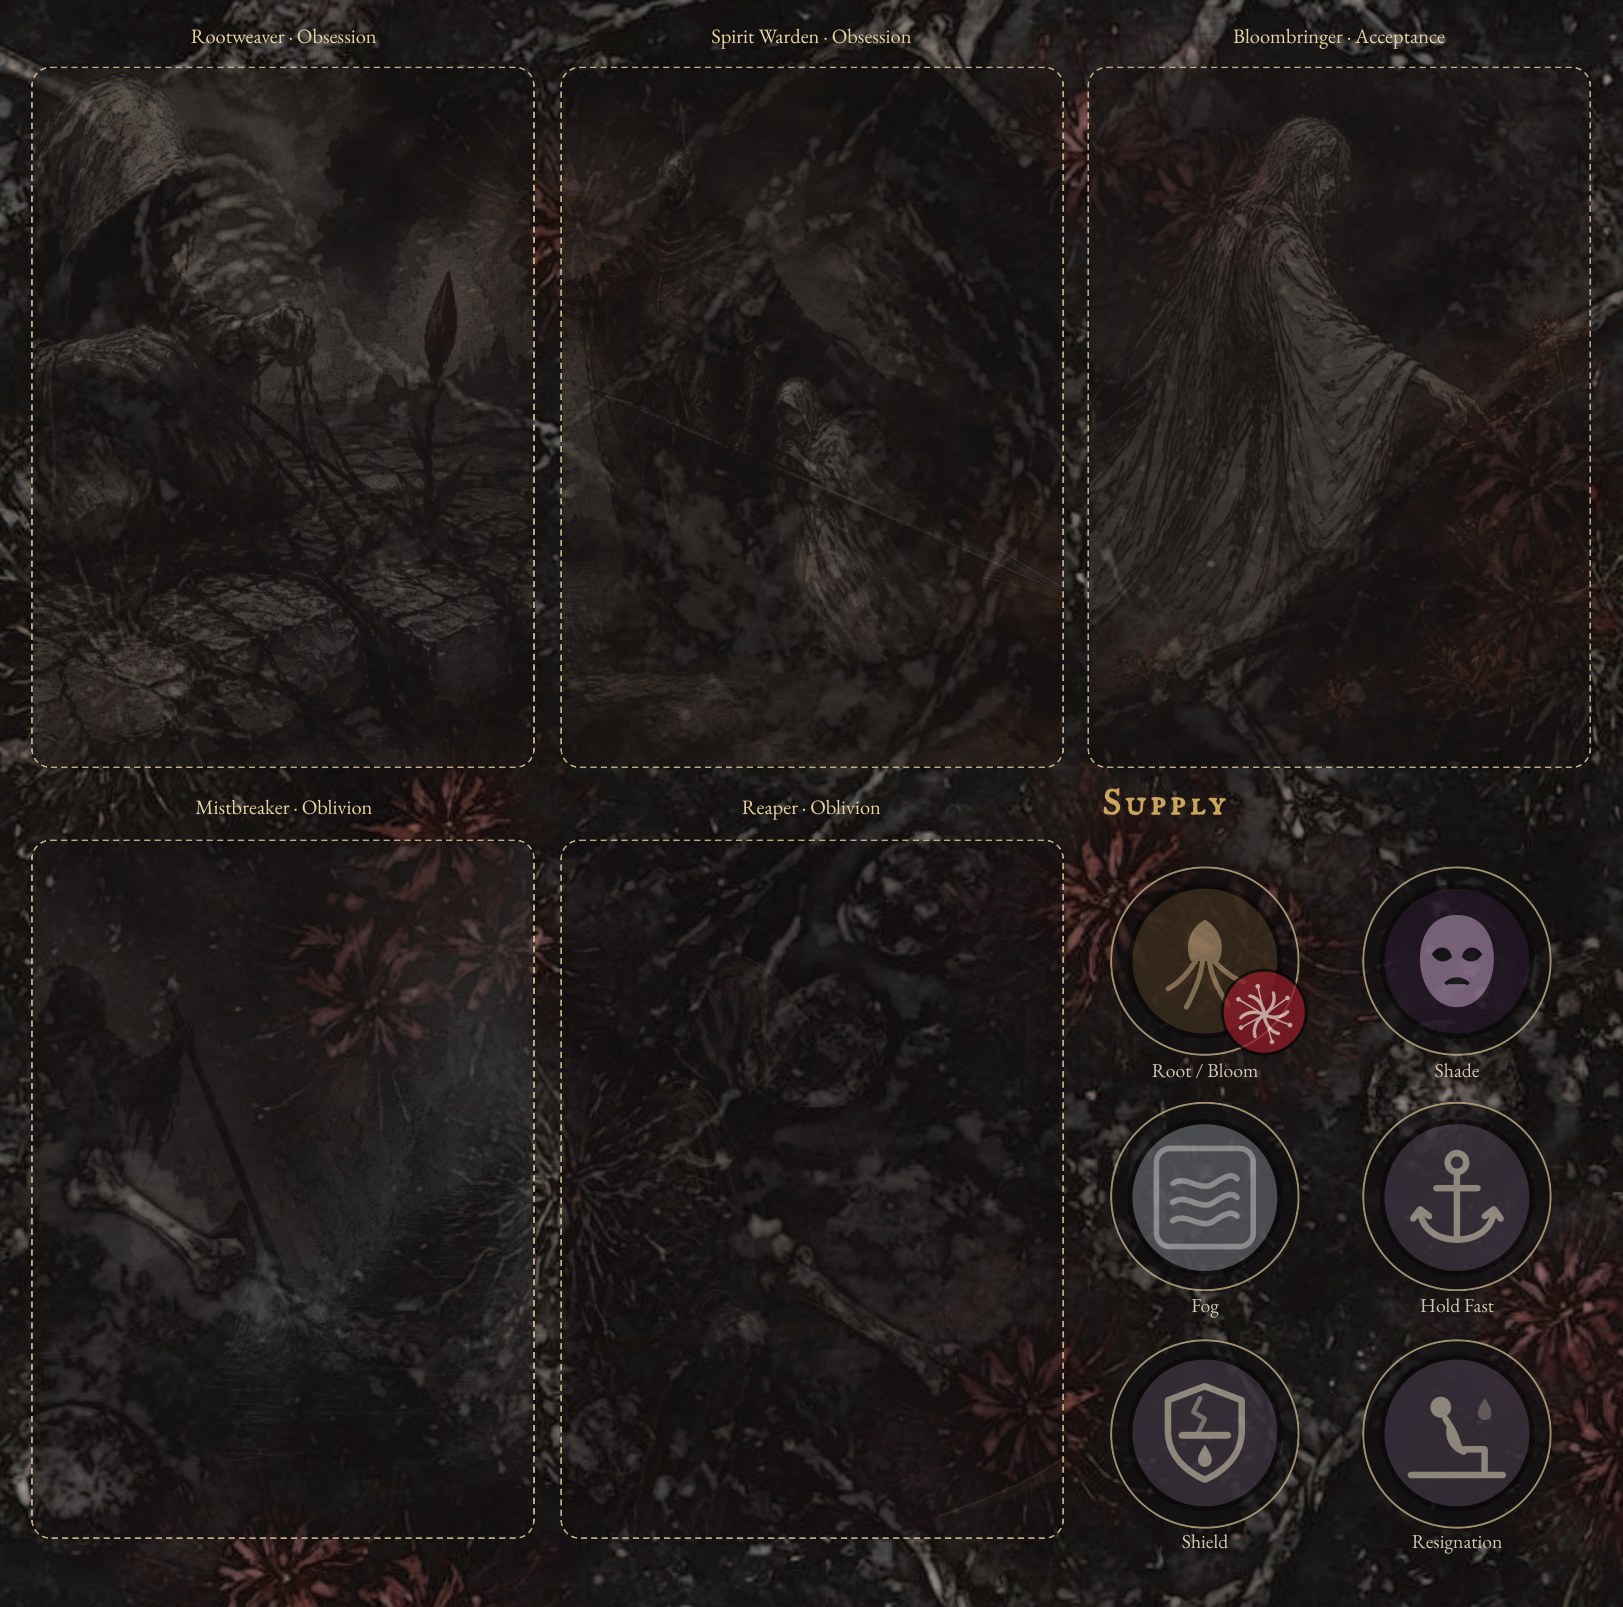 Rootweaver · Obsession
Spirit Warden · Obsession
Bloombringer · Acceptance
Mistbreaker · Oblivion
Reaper · Oblivion
Supply
Root / Bloom
Shade
Fog
Hold Fast
Shield
Resignation